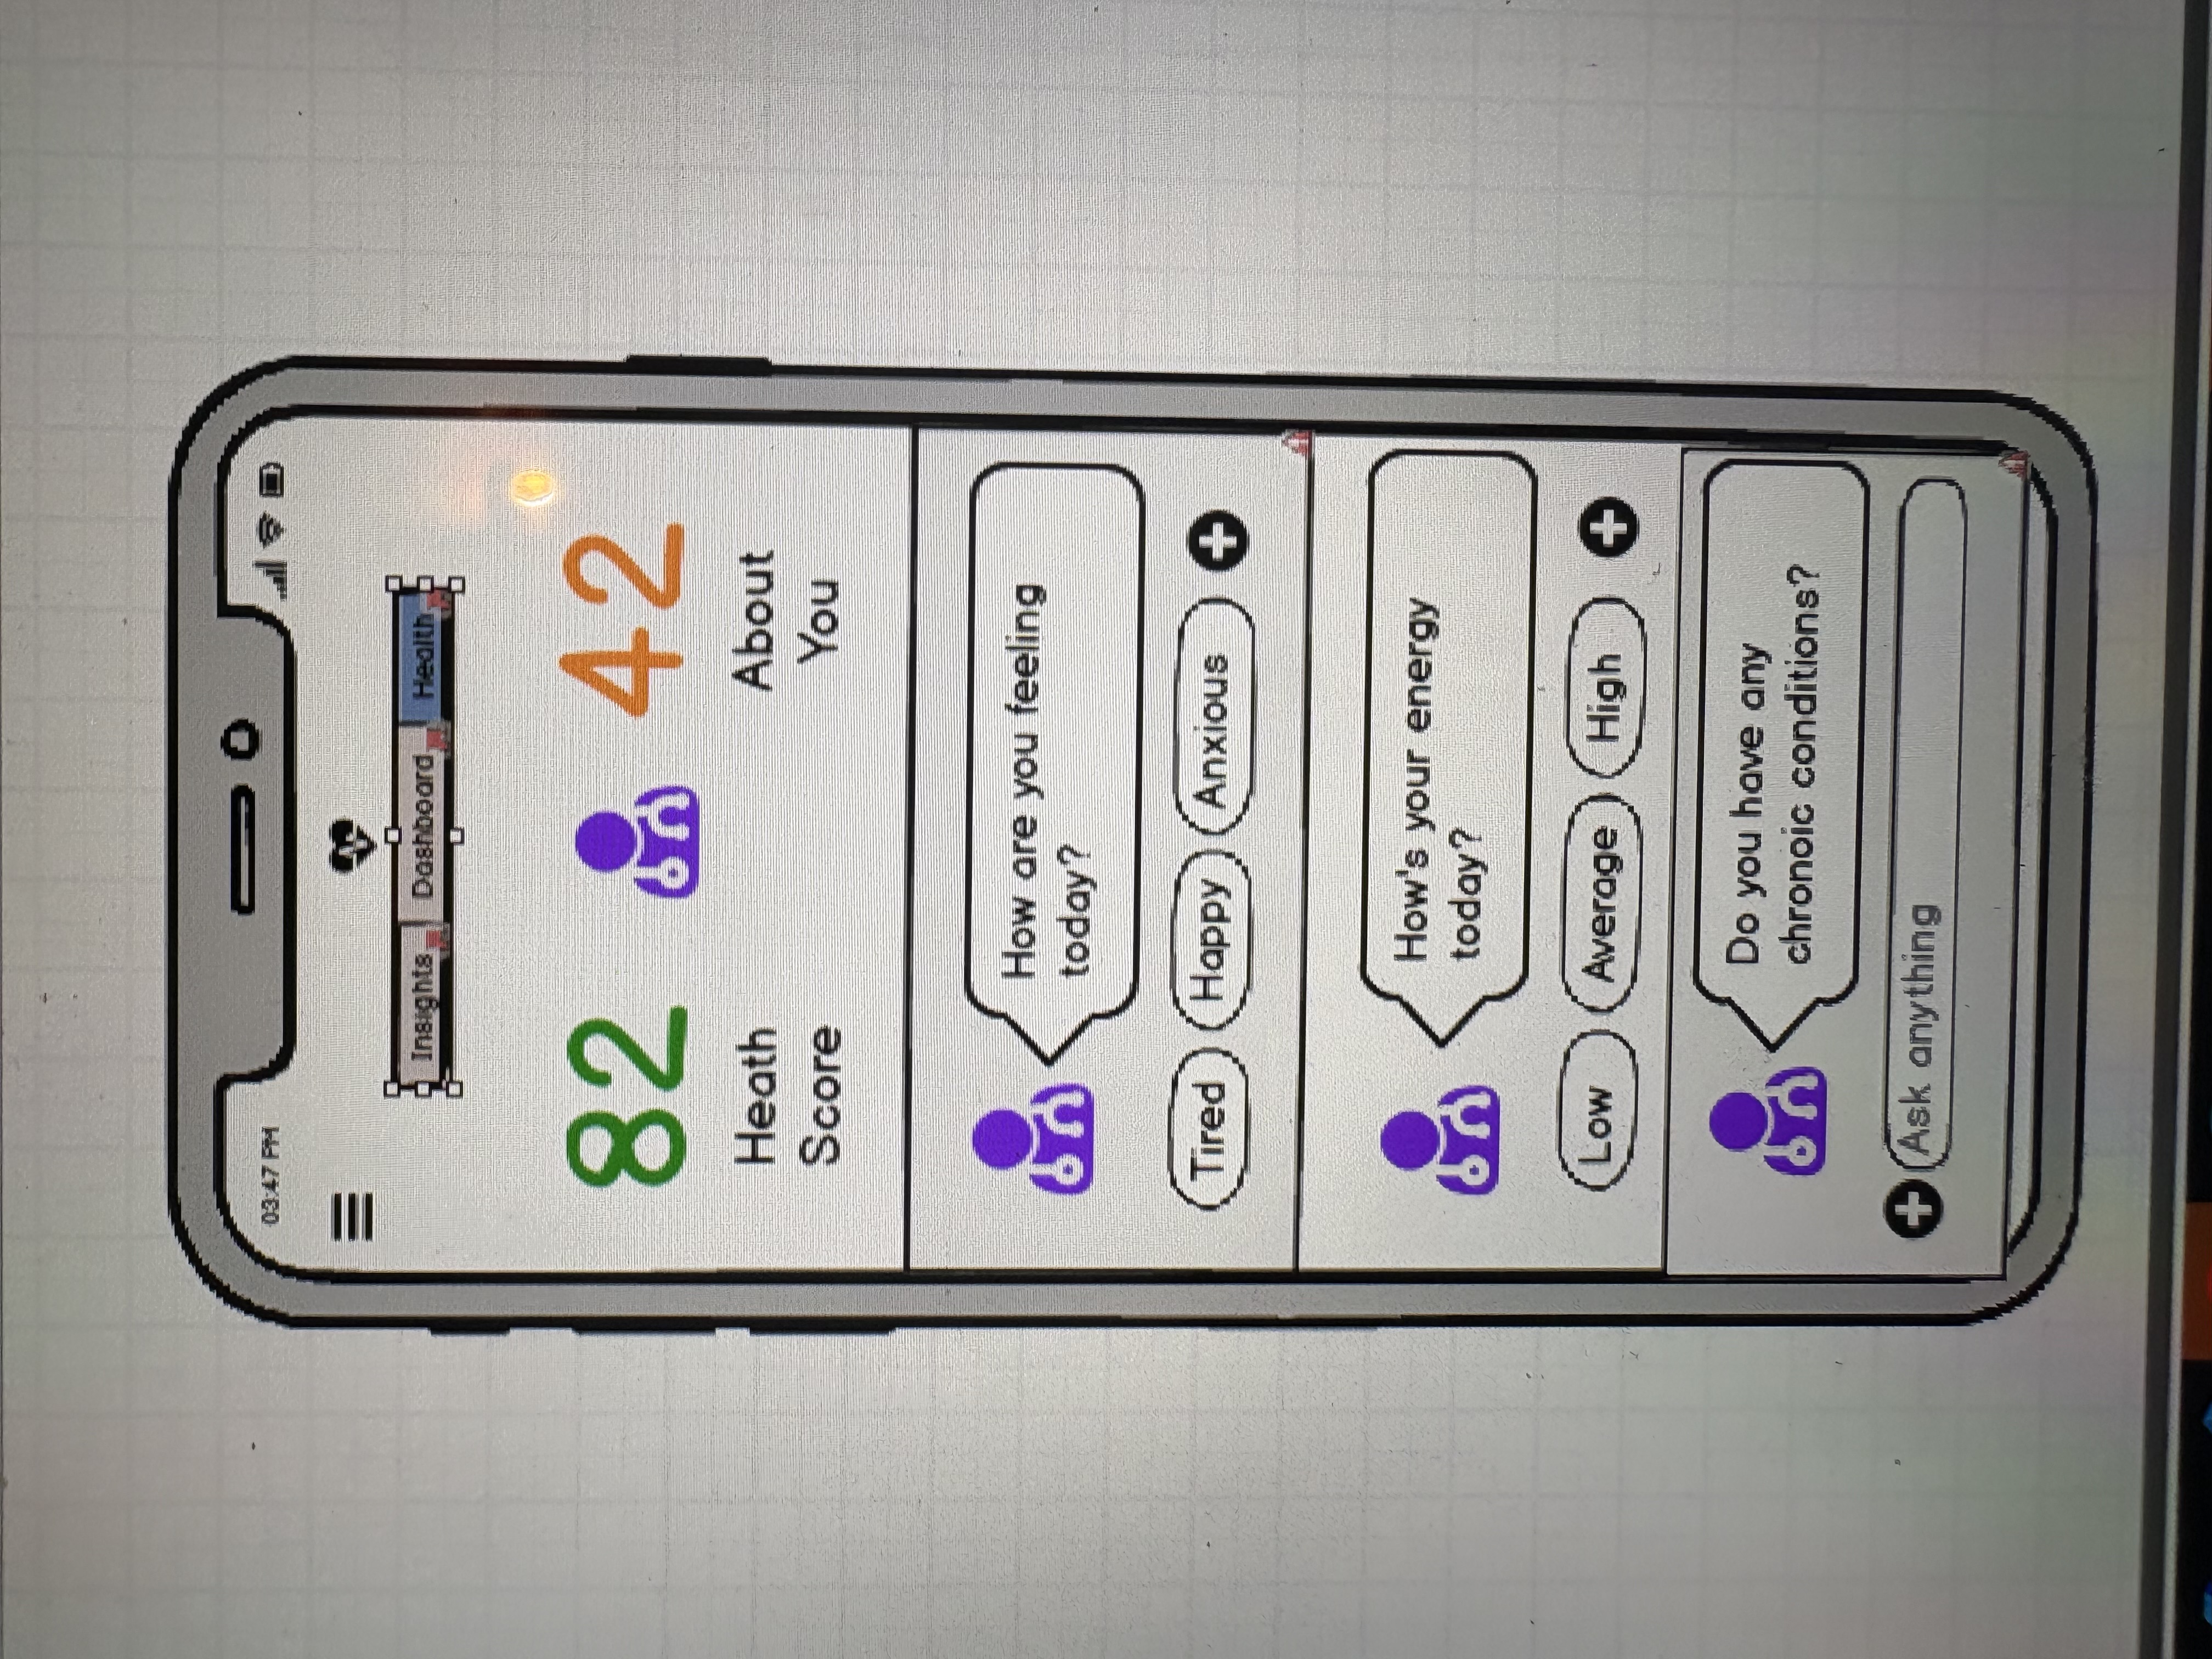 03:47 PM
Insights Dashboard Health
82 42
Heath About
Score You
How are you feeling
today?
Tired Happy Anxious
How's your energy
today?
Low Average High
Do you have any
chronoic conditions?
Ask anything